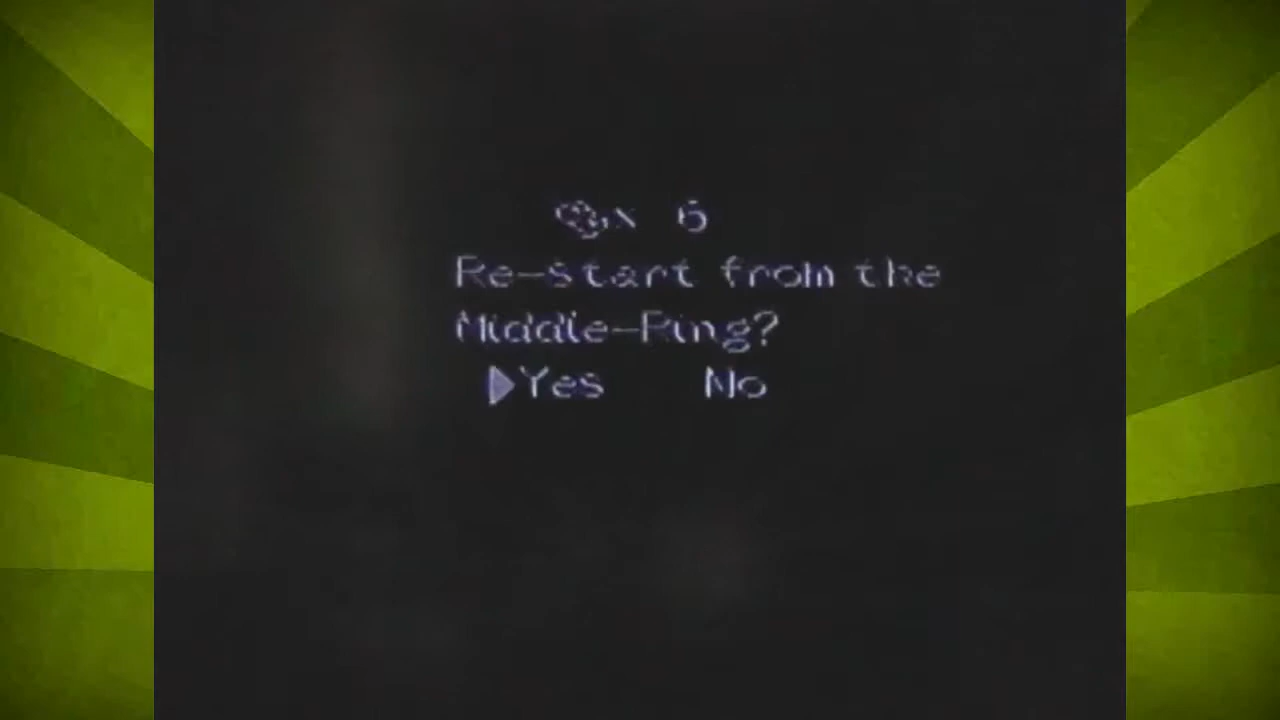 x 6
Re-start from the
Middle-Ring?
Yes No